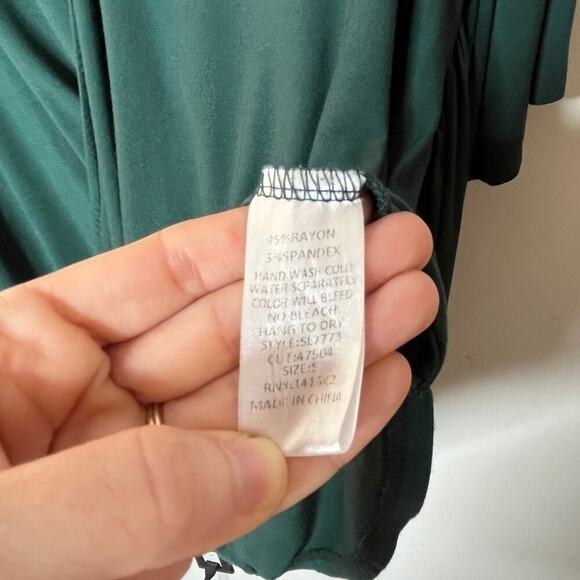 95%RAYON
5%SPANDEX
HAND WASH COLD
WATER SEPARATELY
COLOR WILL BLEED
NO BLEACH
HANG TO DRY
STYLE:SL7773
CUT:47504
SIZE:S
RN#:141502
MADE IN CHINA